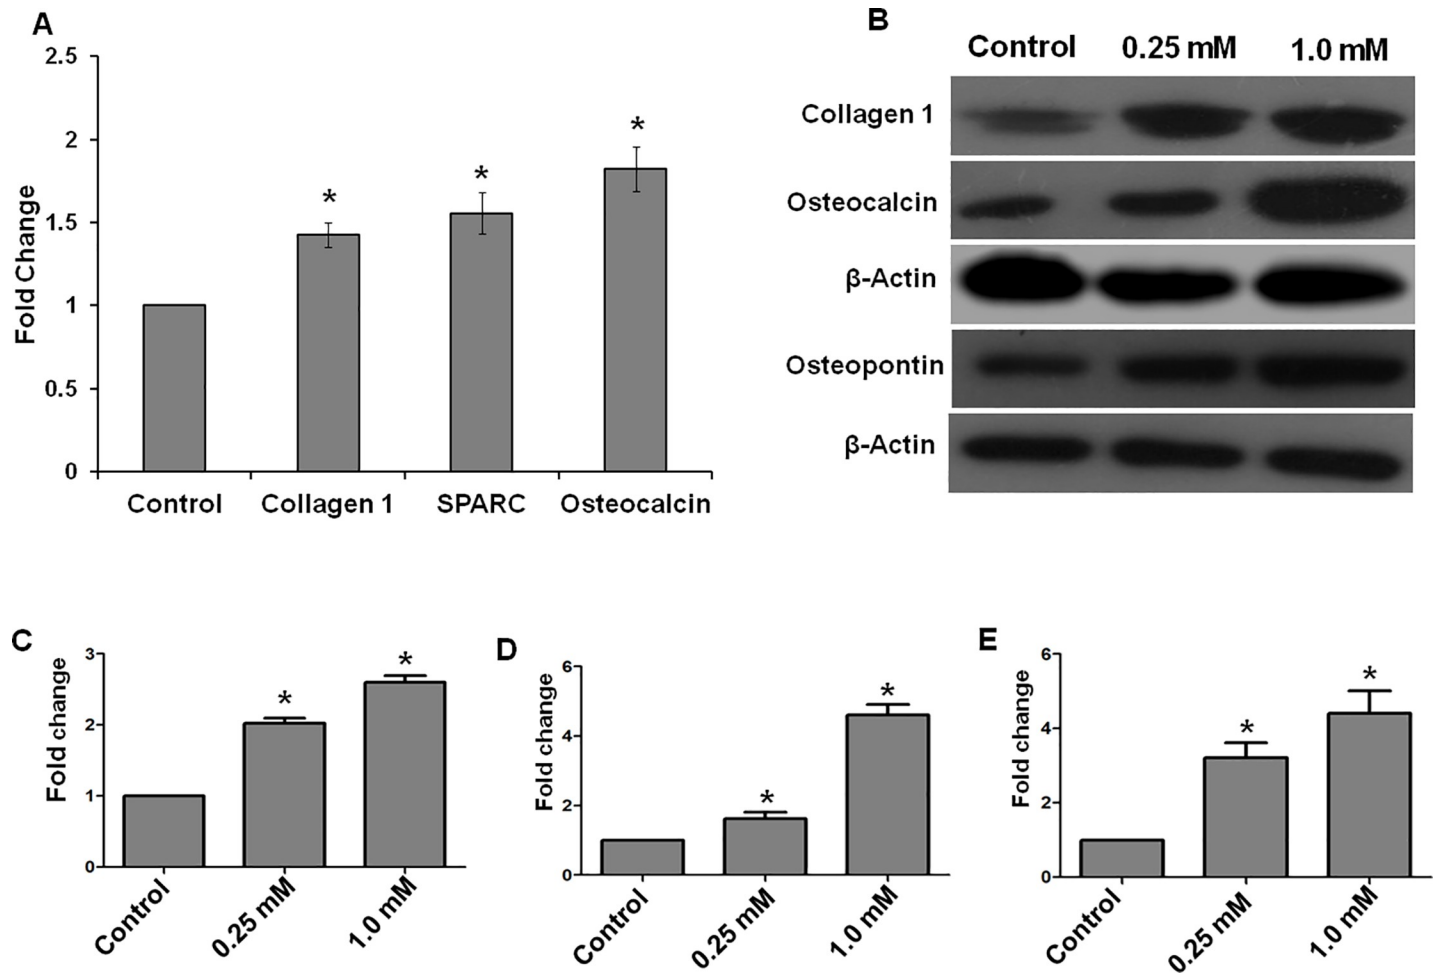 A
2.5
2
1.5
1
0.5
0
Fold Change
*
*
*
Control Collagen 1 SPARC Osteocalcin
B
Control 0.25 mM 1.0 mM
Collagen 1
Osteocalcin
β-Actin
Osteopontin
β-Actin
C
3
2
1
0
Fold change
*
*
Control 0.25 mM 1.0 mM
D
6
4
2
0
Fold change
*
*
Control 0.25 mM 1.0 mM
E
6
4
2
0
Fold change
*
*
Control 0.25 mM 1.0 mM